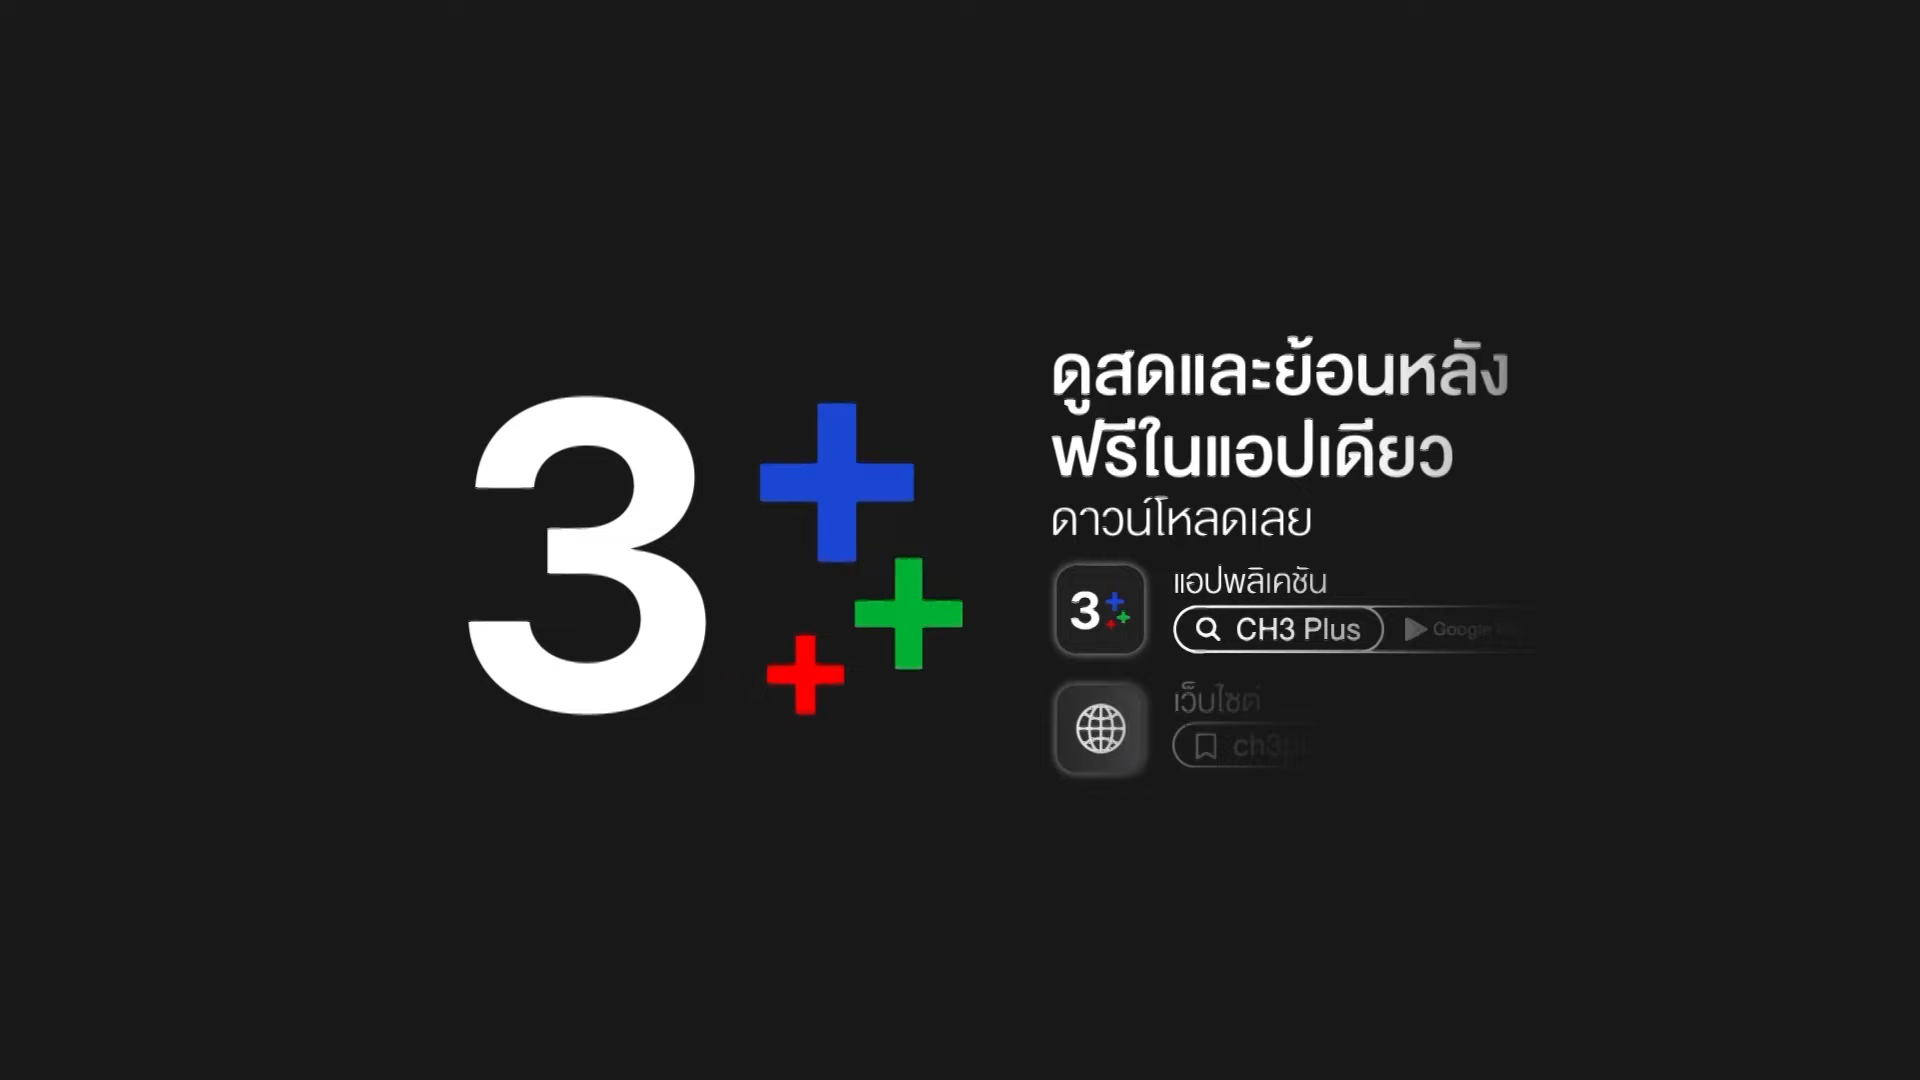 3
ดูสดและย้อนหลัง
ฟรีในแอปเดียว
ดาวน์โหลดเลย
3
แอปพลิเคชัน
CH3 Plus
Google
เว็บไซต์